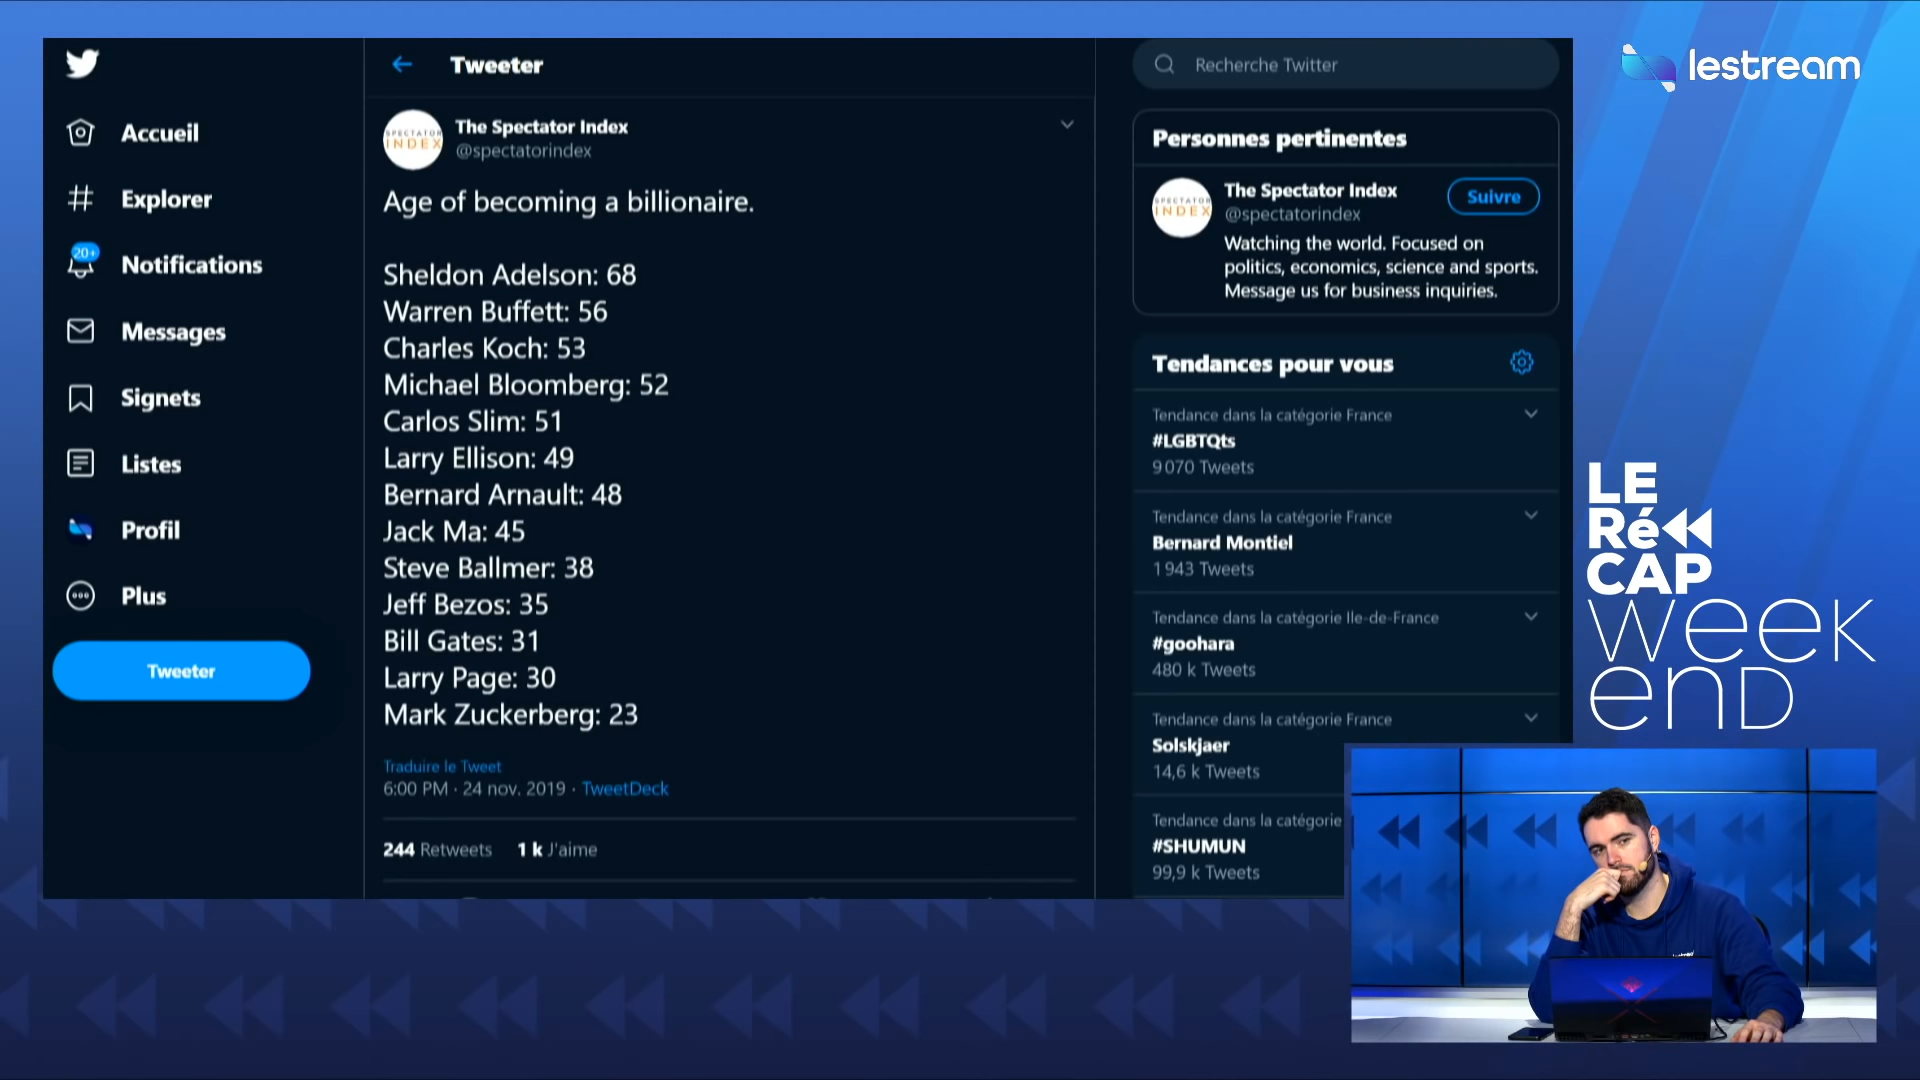 Tweeter
Accueil
Explorer
20+
Notifications
Messages
Signets
Listes
Profil
Plus
Tweeter
SPECTATOR
INDEX
The Spectator Index
@spectatorindex
Age of becoming a billionaire.
Sheldon Adelson: 68
Warren Buffett: 56
Charles Koch: 53
Michael Bloomberg: 52
Carlos Slim: 51
Larry Ellison: 49
Bernard Arnault: 48
Jack Ma: 45
Steve Ballmer: 38
Jeff Bezos: 35
Bill Gates: 31
Larry Page: 30
Mark Zuckerberg: 23
Traduire le Tweet
6:00 PM · 24 nov. 2019 · TweetDeck
244 Retweets 1 k J'aime
Recherche Twitter
Personnes pertinentes
SPECTATOR
INDEX
The Spectator Index
@spectatorindex
Suivre
Watching the world. Focused on
politics, economics, science and sports.
Message us for business inquiries.
Tendances pour vous
Tendance dans la catégorie France
#LGBTQts
9 070 Tweets
Tendance dans la catégorie France
Bernard Montiel
1 943 Tweets
Tendance dans la catégorie Ile-de-France
#goohara
480 k Tweets
Tendance dans la catégorie France
Solskjaer
14,6 k Tweets
Tendance dans la catégorie
#SHUMUN
99,9 k Tweets
lestream
LE
Ré
CAP
week
enD